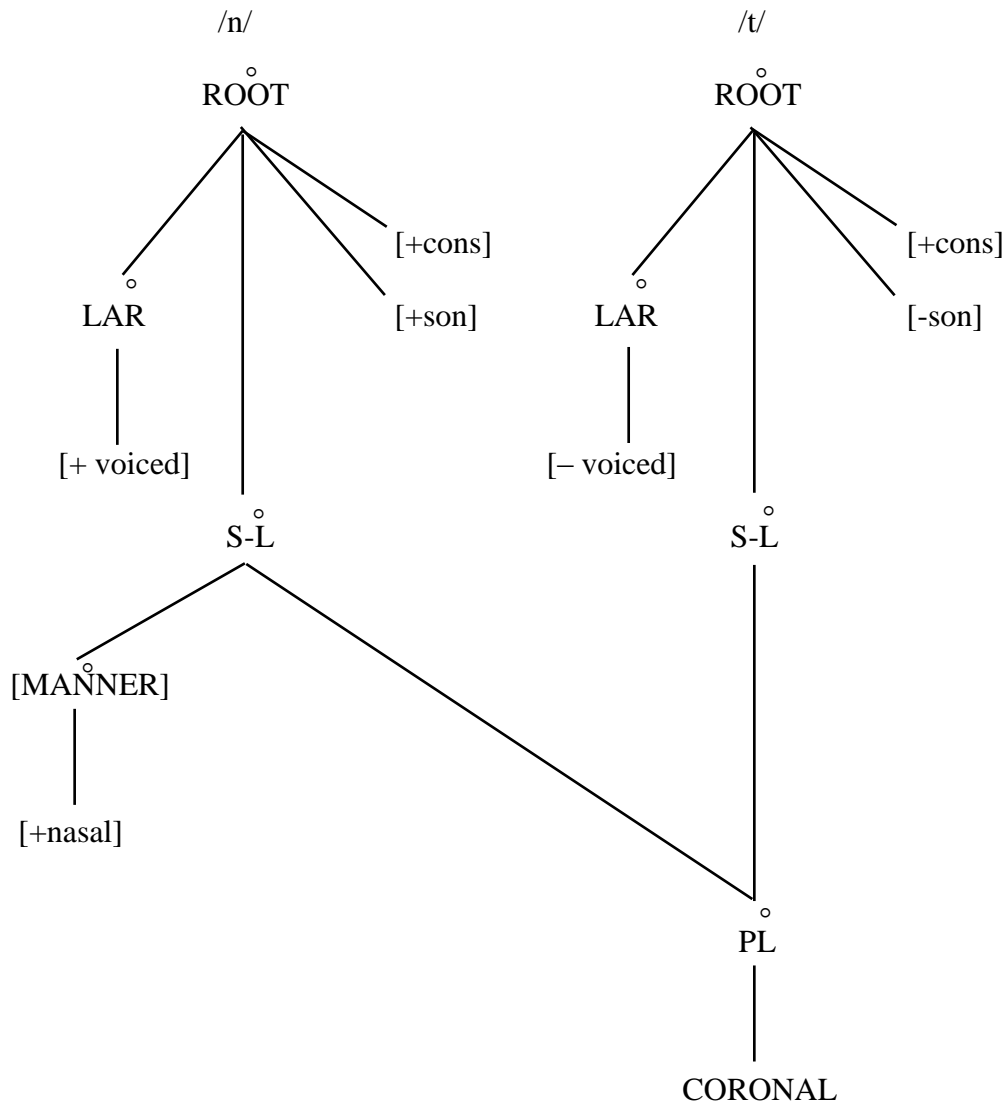 /n/ /t/
ROOT ROOT
[+cons] [+cons]
LAR [+son] LAR [-son]
[+ voiced] [– voiced]
S-L S-L
[MANNER]
[+nasal]
PL
CORONAL